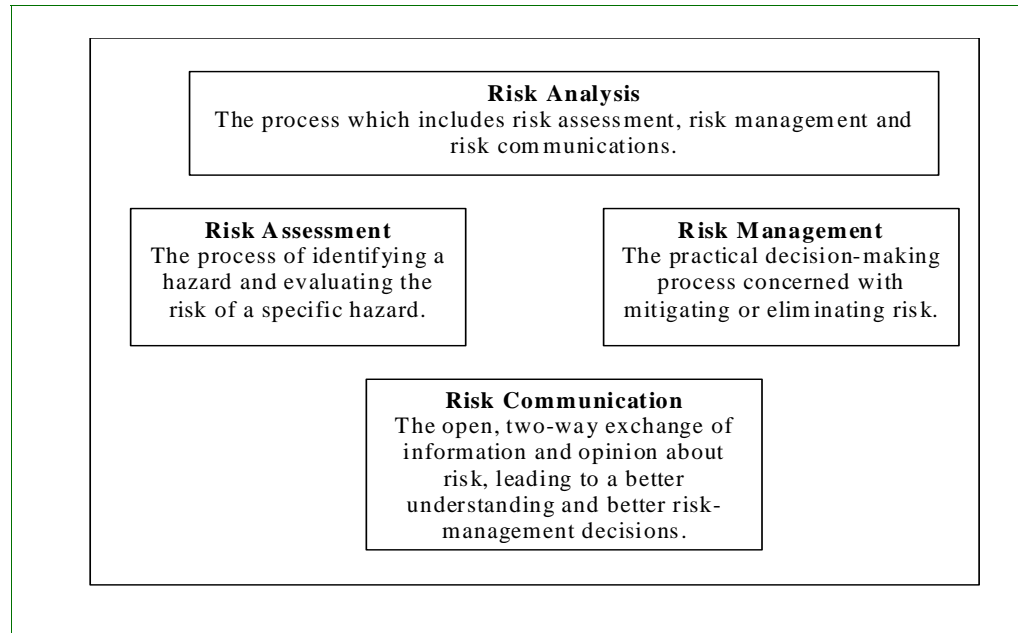 Risk Analysis
The process which includes risk assessment, risk management and
risk communications.
Risk Assessment
The process of identifying a
hazard and evaluating the
risk of a specific hazard.
Risk Management
The practical decision-making
process concerned with
mitigating or eliminating risk.
Risk Communication
The open, two-way exchange of
information and opinion about
risk, leading to a better
understanding and better risk-
management decisions.